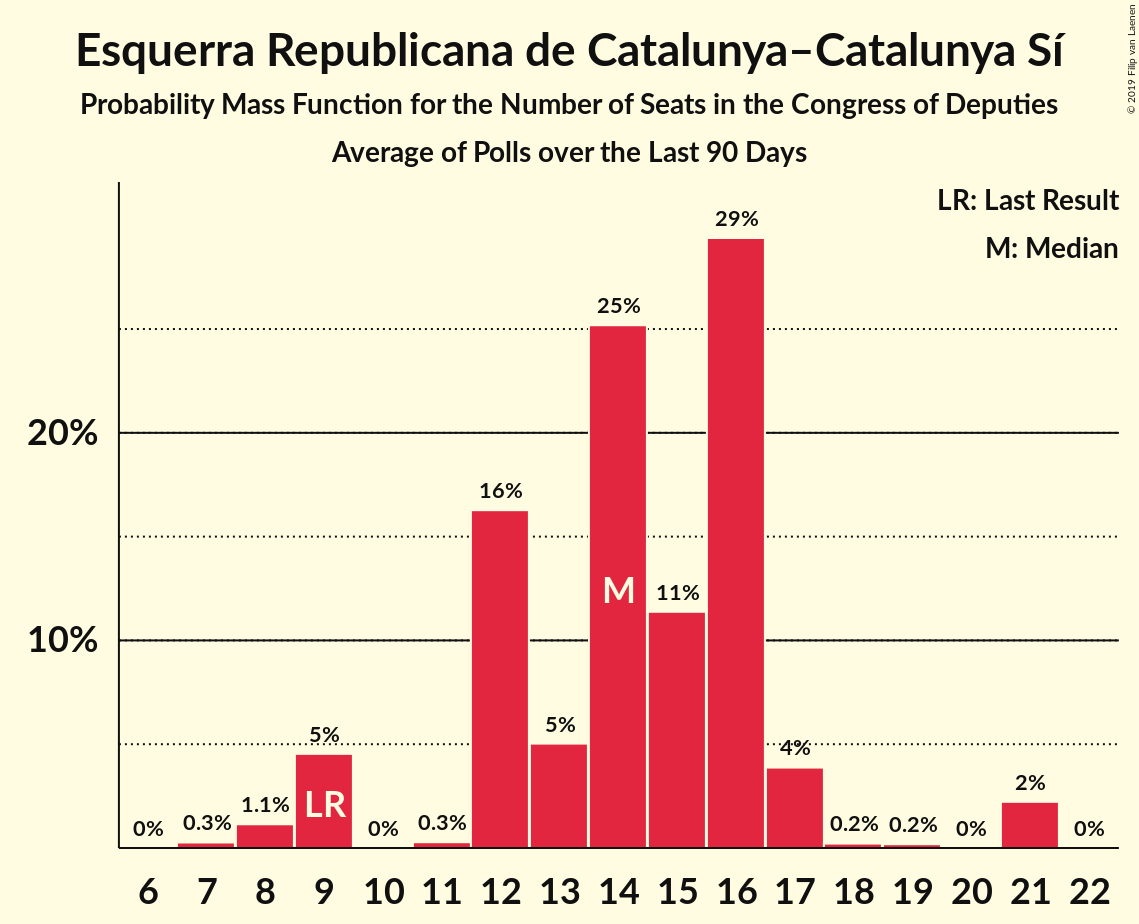 Esquerra Republicana de Catalunya–Catalunya Sí
Probability Mass Function for the Number of Seats in the Congress of Deputies
Average of Polls over the Last 90 Days
© 2019 Filip van Laenen
LR: Last Result
M: Median
29%
25%
20%
16%
M
11%
10%
5%
5%
4%
2%
LR
1.1%
0%
0.3%
0%
0.3%
0.2%
0.2%
0%
0%
6 7 8 9 10 11 12 13 14 15 16 17 18 19 20 21 22